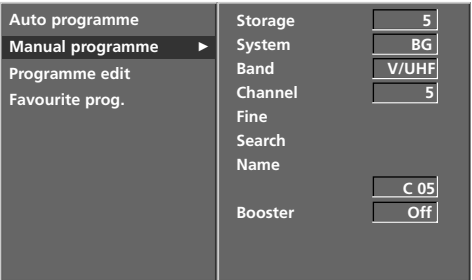 Auto programme
Manual programme ►
Programme edit
Favourite prog.
Storage 5
System BG
Band V/UHF
Channel 5
Fine
Search
Name
C 05
Booster Off